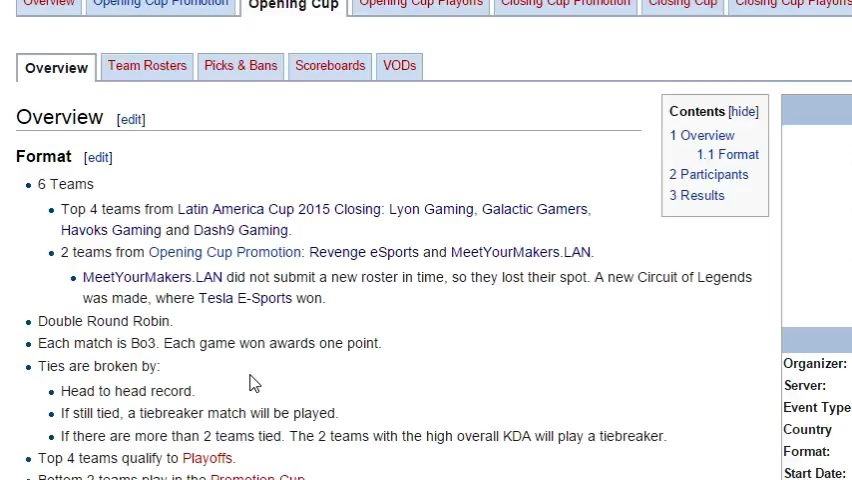 Overview Opening Cup Promotion Opening Cup Opening Cup Playoffs Closing Cup Promotion Closing Cup Closing Cup Playoffs
Overview Team Rosters Picks & Bans Scoreboards VODs
Overview [edit]
Contents [hide]
1 Overview
1.1 Format
2 Participants
3 Results
Format [edit]
6 Teams
Top 4 teams from Latin America Cup 2015 Closing: Lyon Gaming, Galactic Gamers,
Havoks Gaming and Dash9 Gaming.
2 teams from Opening Cup Promotion: Revenge eSports and MeetYourMakers.LAN.
MeetYourMakers.LAN did not submit a new roster in time, so they lost their spot. A new Circuit of Legends
was made, where Tesla E-Sports won.
Double Round Robin.
Each match is Bo3. Each game won awards one point.
Ties are broken by:
Head to head record.
If still tied, a tiebreaker match will be played.
If there are more than 2 teams tied. The 2 teams with the high overall KDA will play a tiebreaker.
Top 4 teams qualify to Playoffs.
Bottom 2 teams play in the Promotion Cup.
Organizer:
Server:
Event Type
Country
Format:
Start Date: